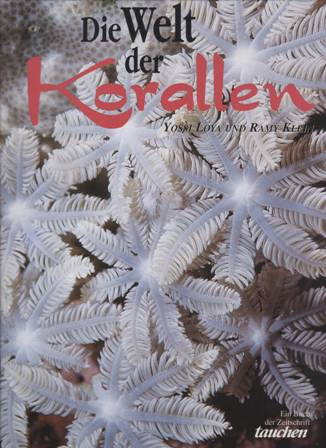 Die Welt
der
Korallen
YOSSI LOYA UND RAMY KLEIN
Ein Buch
der Zeitschrift
tauchen